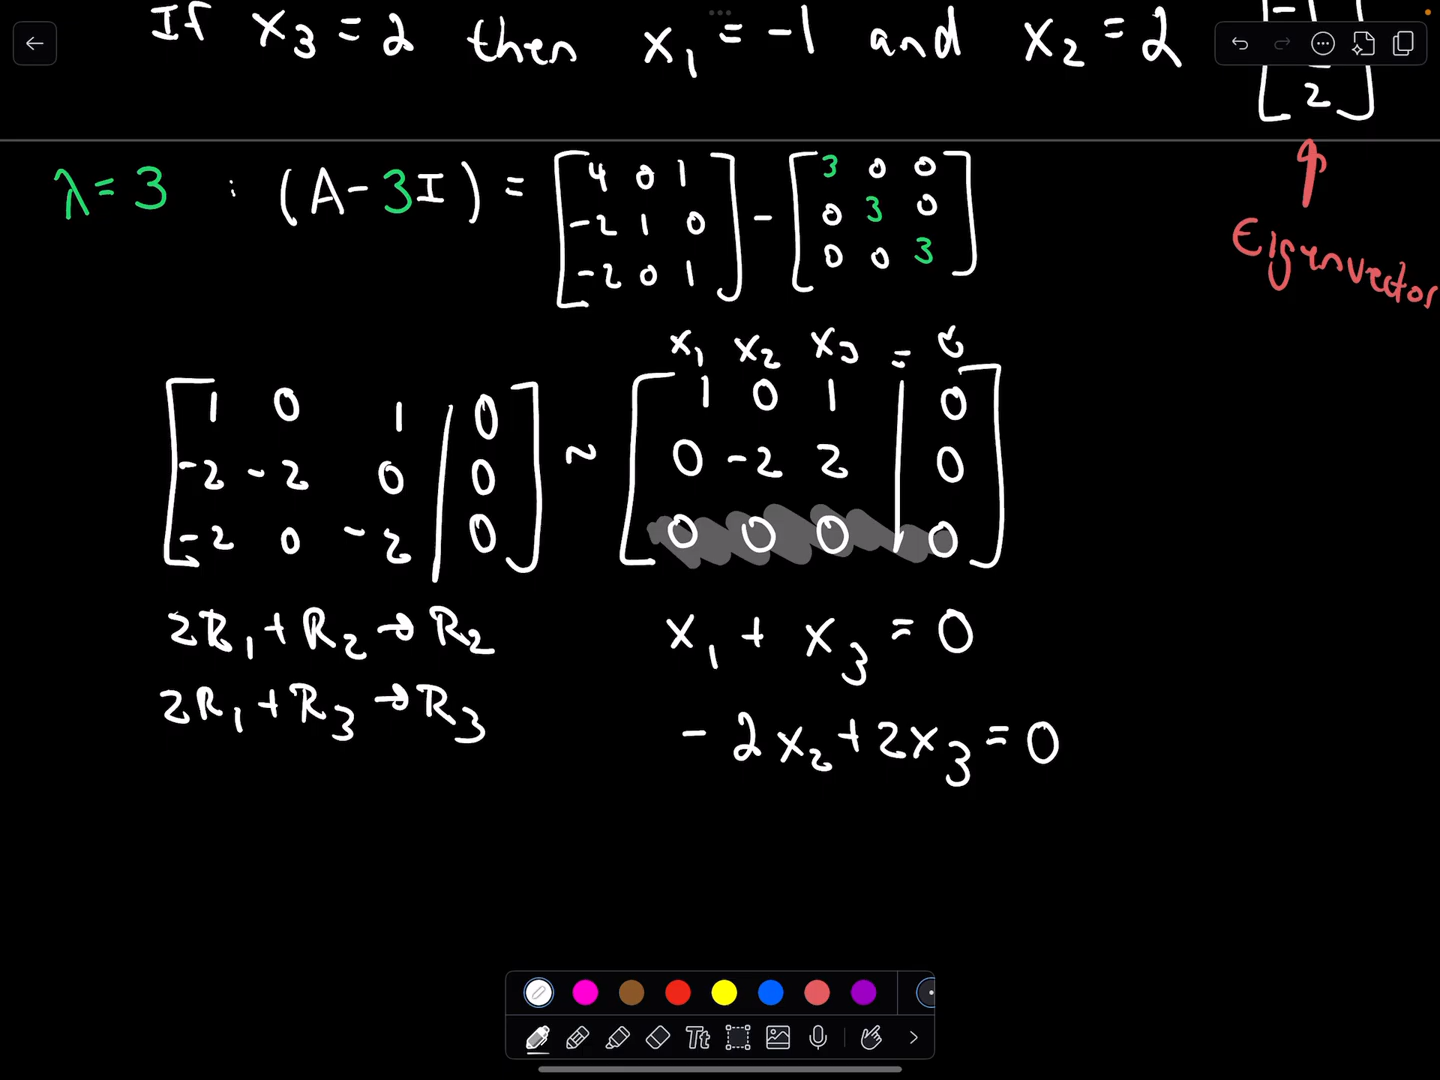 If x₃ = 2 then x₁ = -1 and x₂ = 2
2
λ = 3 : (A - 3I) = [4 0 1; -2 1 0; -2 0 1] - [3 0 0; 0 3 0; 0 0 3]
Eigenvector
x₁ x₂ x₃ = 0
[1 0 1 | 0; -2 -2 0 | 0; -2 0 -2 | 0] ~ [1 0 1 | 0; 0 -2 2 | 0; 0 0 0 | 0]
2R₁ + R₂ → R₂
x₁ + x₃ = 0
2R₁ + R₃ → R₃
- 2x₂ + 2x₃ = 0
Tt